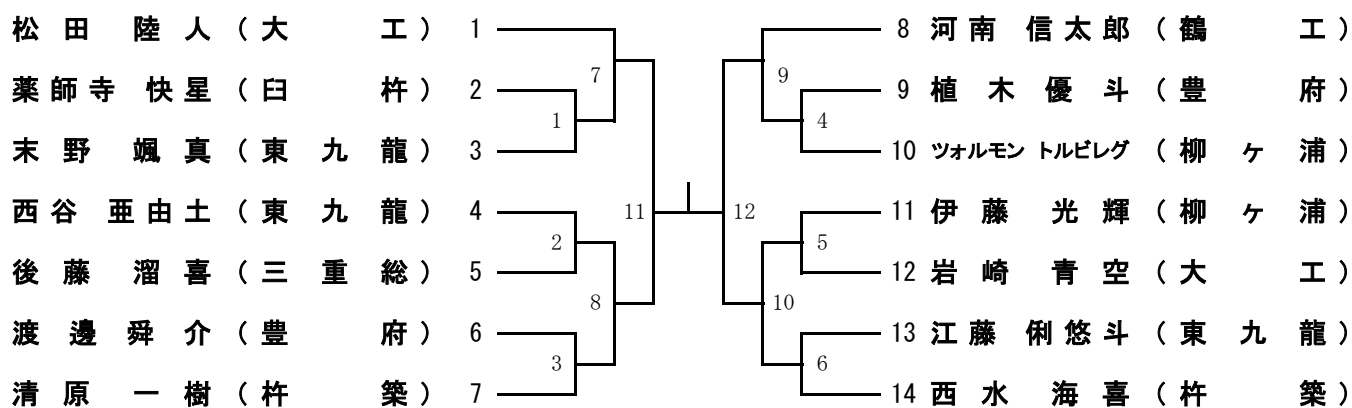 松田 陸人 (大 工) 1
薬師寺 快星 (臼 杵) 2
末野 颯真 (東 九 龍) 3
西谷 亜由土 (東 九 龍) 4
後藤 溜喜 (三 重 総) 5
渡邊 舜介 (豊 府) 6
清原 一樹 (杵 築) 7
7
1
2
8
3
11
12
9
4
5
10
6
8 河南 信太郎 (鶴 工)
9 植木 優斗 (豊 府)
10 ツォルモン トルビレグ (柳 ヶ 浦)
11 伊藤 光輝 (柳 ヶ 浦)
12 岩崎 青空 (大 工)
13 江藤 俐悠斗 (東 九 龍)
14 西水 海喜 (杵 築)